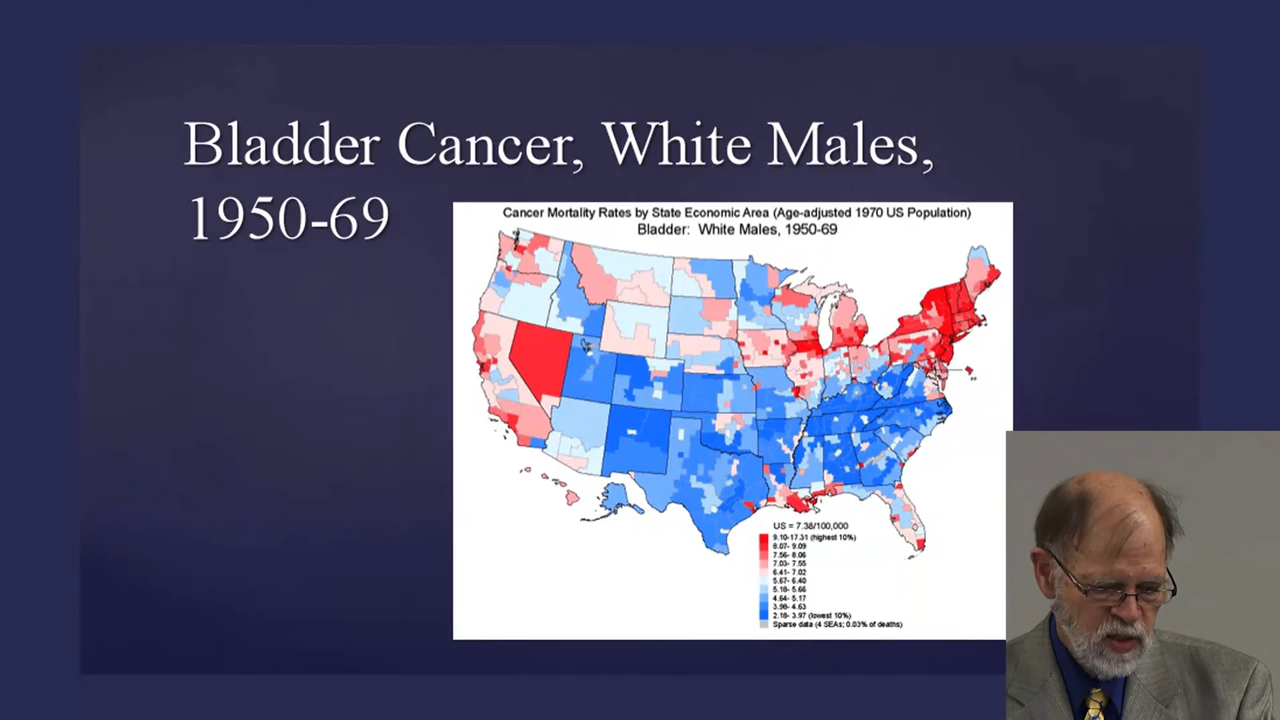 Bladder Cancer, White Males,
1950-69
Cancer Mortality Rates by State Economic Area (Age-adjusted 1970 US Population)
Bladder: White Males, 1950-69
US = 7.38/100,000
9.10-17.31 (highest 10%)
8.07- 9.09
7.56- 8.06
7.03- 7.55
6.41- 7.02
5.67- 6.40
5.18- 5.66
4.64- 5.17
3.98- 4.63
2.18- 3.97 (lowest 10%)
Sparse data (4 SEAs; 0.03% of deaths)